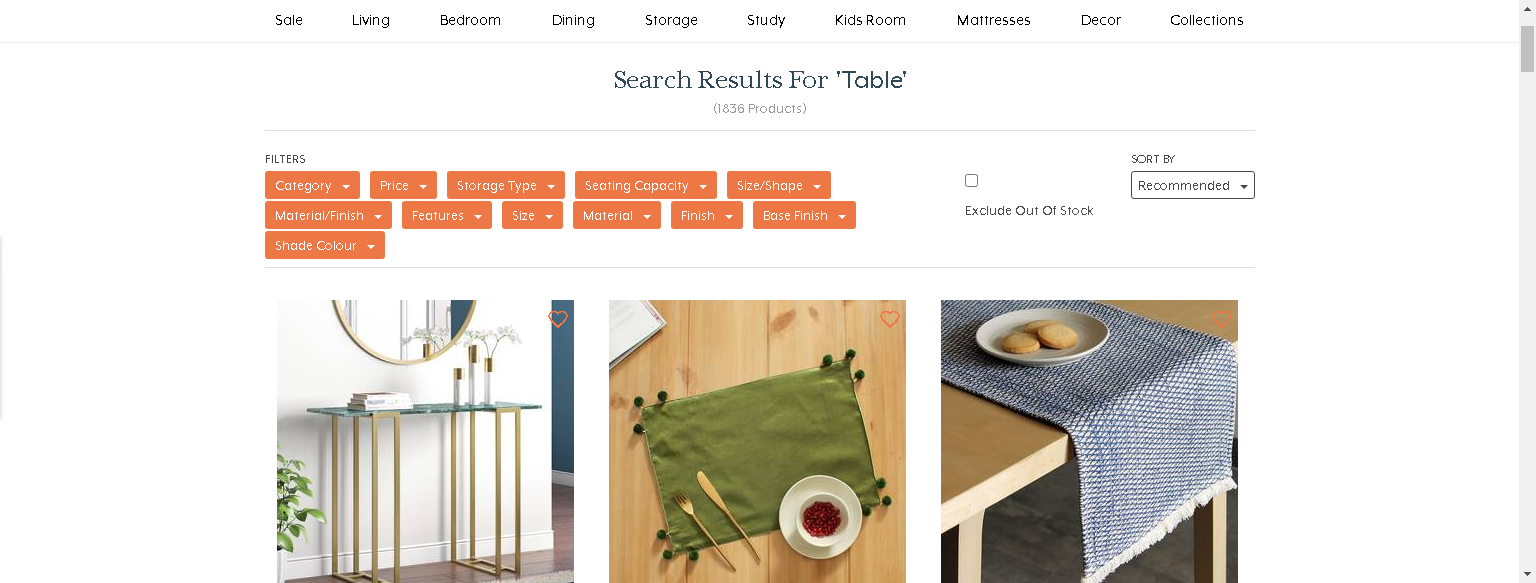 Sale Living Bedroom Dining Storage Study Kids Room Mattresses Decor Collections
Search Results For 'Table'
(1836 Products)
FILTERS
Category Price Storage Type Seating Capacity Size/Shape
Material/Finish Features Size Material Finish Base Finish
Shade Colour
Exclude Out Of Stock
SORT BY
Recommended